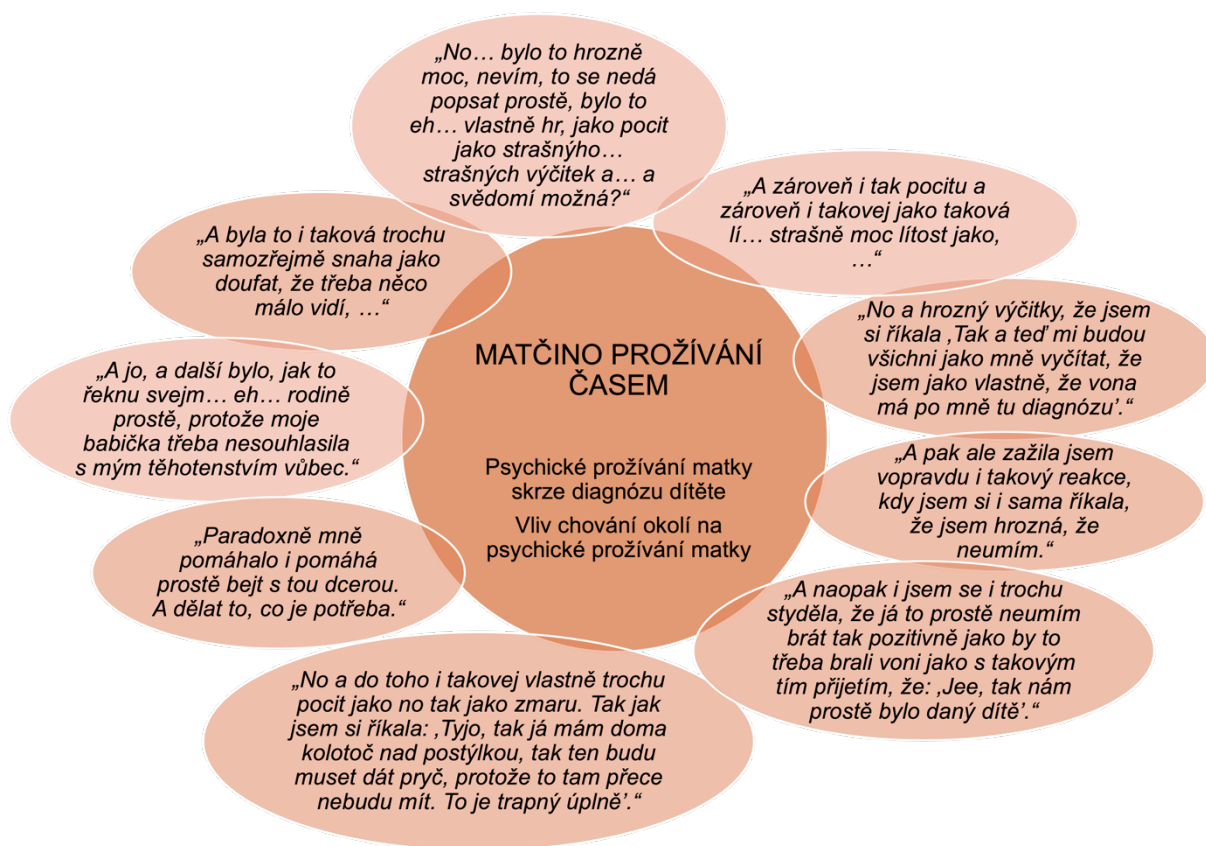 „No… bylo to hrozně
moc, nevím, to se nedá
popsat prostě, bylo to
eh… vlastně hr, jako pocit
jako strašnýho…
strašných výčitek a… a
svědomí možná?“
„A zároveň i tak pocitu a
zároveň i takovej jako taková
lí… strašně moc lítost jako,
…“
„No a hrozný výčitky, že jsem
si říkala ‚Tak a teď mi budou
všichni jako mně vyčítat, že
jsem jako vlastně, že vona
má po mně tu diagnózu’.“
„A pak ale zažila jsem
vopravdu i takový reakce,
kdy jsem si i sama říkala,
že jsem hrozná, že
neumím.“
„A naopak i jsem se i trochu
styděla, že já to prostě neumím
brát tak pozitivně jako by to
třeba brali voni jako s takovým
tím přijetím, že: ‚Jee, tak nám
prostě bylo daný dítě’.“
„No a do toho i takovej vlastně trochu
pocit jako no tak jako zmaru. Tak jak
jsem si říkala: ‚Tyjo, tak já mám doma
kolotoč nad postýlkou, tak ten budu
muset dát pryč, protože to tam přece
nebudu mít. To je trapný úplně’.“
„Paradoxně mně
pomáhalo i pomáhá
prostě bejt s tou dcerou.
A dělat to, co je potřeba.“
„A jo, a další bylo, jak to
řeknu svejm… eh… rodině
prostě, protože moje
babička třeba nesouhlasila
s mým těhotenstvím vůbec.“
„A byla to i taková trochu
samozřejmě snaha jako
doufat, že třeba něco
málo vidí, …“
MATČINO PROŽÍVÁNÍ
ČASEM
Psychické prožívání matky
skrze diagnózu dítěte
Vliv chování okolí na
psychické prožívání matky